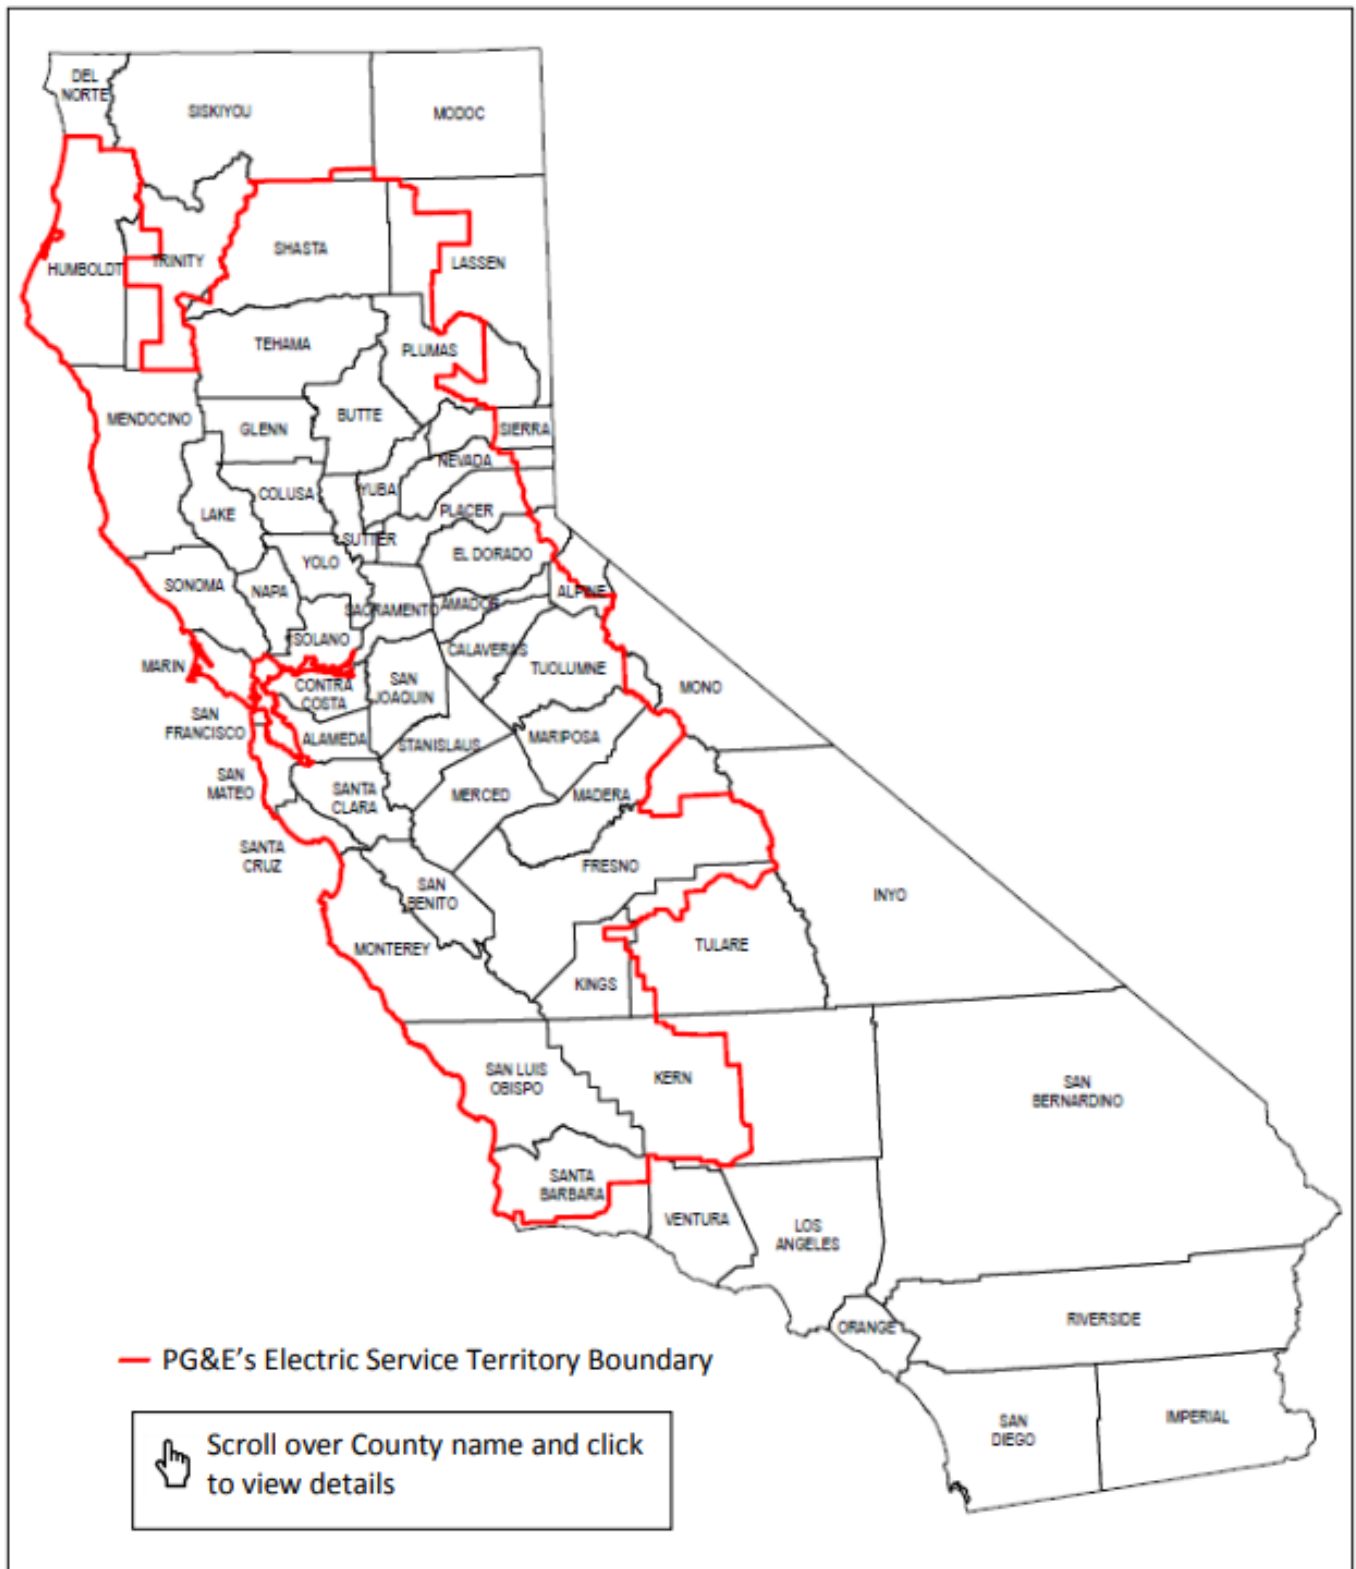 DEL
NORTE
SISKIYOU
MODOC
HUMBOLDT
TRINITY
SHASTA
LASSEN
TEHAMA
PLUMAS
MENDOCINO
GLENN
BUTTE
SIERRA
NEVADA
COLUSA
YUBA
LAKE
PLACER
SUTTER
YOLO
EL DORADO
SONOMA
NAPA
ALPINE
SACRAMENTO
AMADOR
SOLANO
CALAVERAS
MARIN
TUOLUMNE
CONTRA
COSTA
SAN
JOAQUIN
MONO
SAN
FRANCISCO
ALAMEDA
STANISLAUS
MARIPOSA
SAN
MATEO
SANTA
CLARA
MERCED
MADERA
SANTA
CRUZ
FRESNO
SAN
BENITO
INYO
MONTEREY
TULARE
KINGS
SAN LUIS
OBISPO
KERN
SAN
BERNARDINO
SANTA
BARBARA
VENTURA
LOS
ANGELES
ORANGE
RIVERSIDE
SAN
DIEGO
IMPERIAL
PG&E's Electric Service Territory Boundary
Scroll over County name and click
to view details